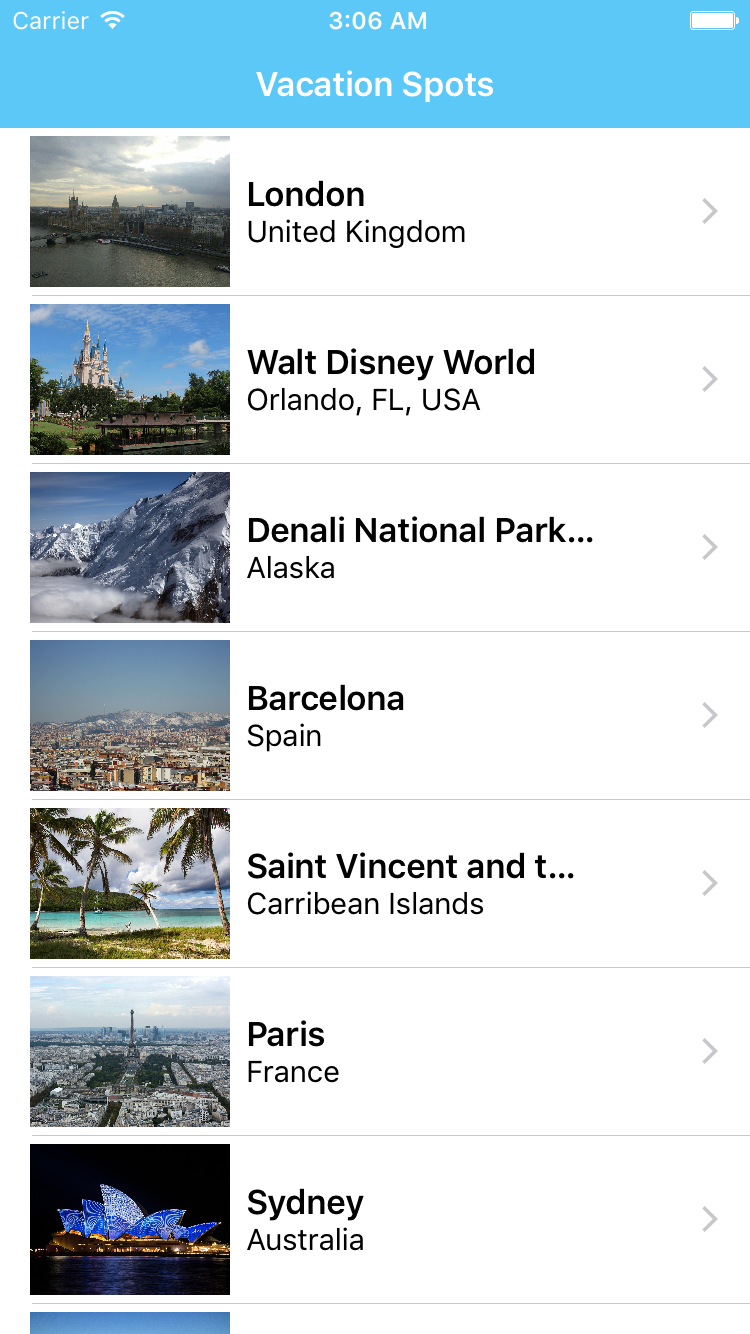 Carrier 3:06 AM
Vacation Spots
London
United Kingdom
Walt Disney World
Orlando, FL, USA
Denali National Park...
Alaska
Barcelona
Spain
Saint Vincent and t...
Carribean Islands
Paris
France
Sydney
Australia